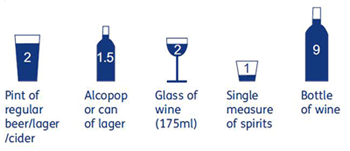 2
1.5
2
1
9
Pint of
regular
beer/lager
/cider
Alcopop
or can
of lager
Glass of
wine
(175ml)
Single
measure
of spirits
Bottle
of wine